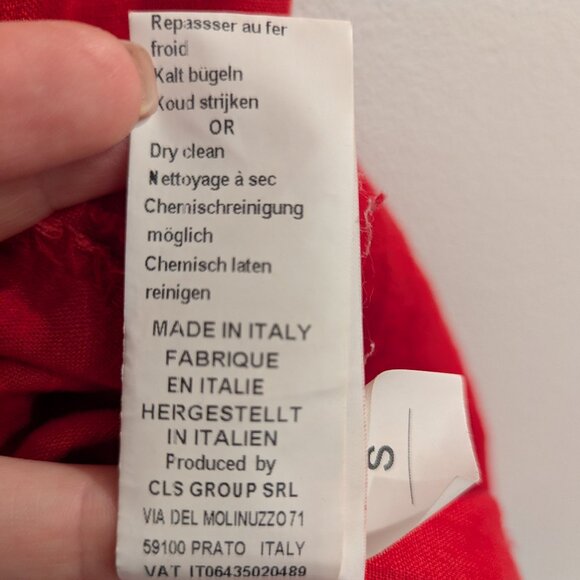 Repassser au fer
froid
Kalt bügeln
Koud strijken
OR
Dry clean
Nettoyage à sec
Chemischreinigung
möglich
Chemisch laten
reinigen
MADE IN ITALY
FABRIQUE
EN ITALIE
HERGESTELLT
IN ITALIEN
Produced by
CLS GROUP SRL
VIA DEL MOLINUZZO 71
59100 PRATO ITALY
VAT IT06435020489
S